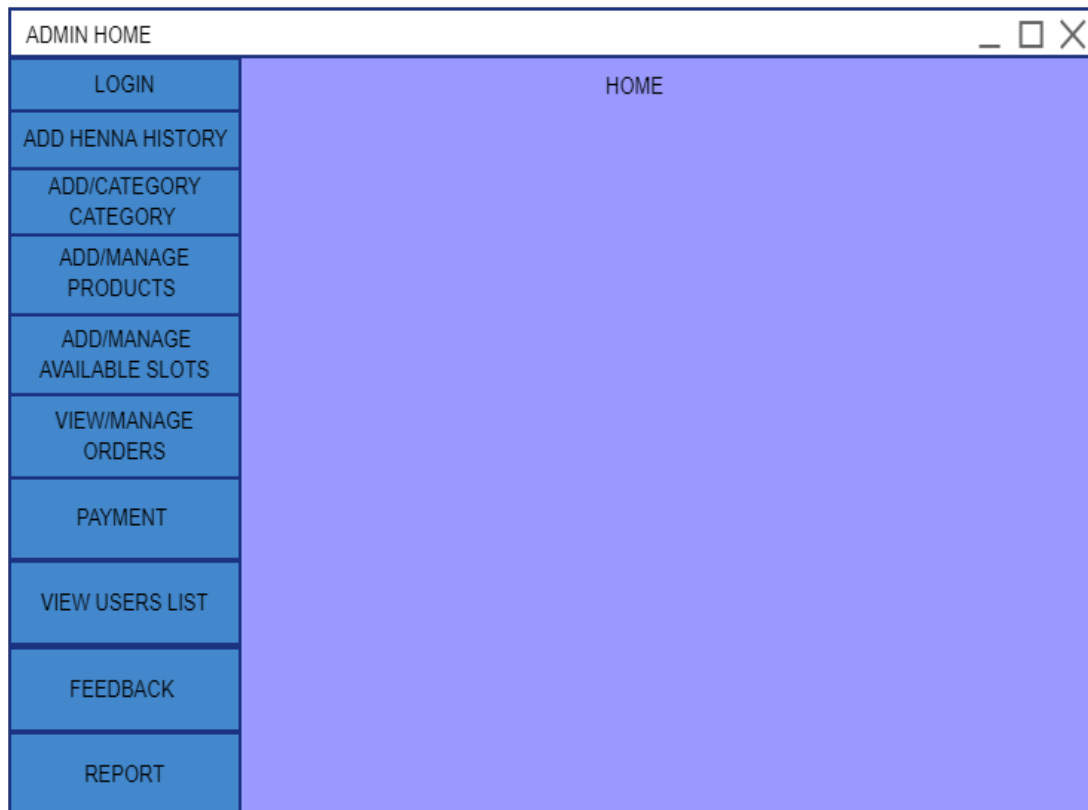 ADMIN HOME
LOGIN
HOME
ADD HENNA HISTORY
ADD/CATEGORY
CATEGORY
ADD/MANAGE
PRODUCTS
ADD/MANAGE
AVAILABLE SLOTS
VIEW/MANAGE
ORDERS
PAYMENT
VIEW USERS LIST
FEEDBACK
REPORT